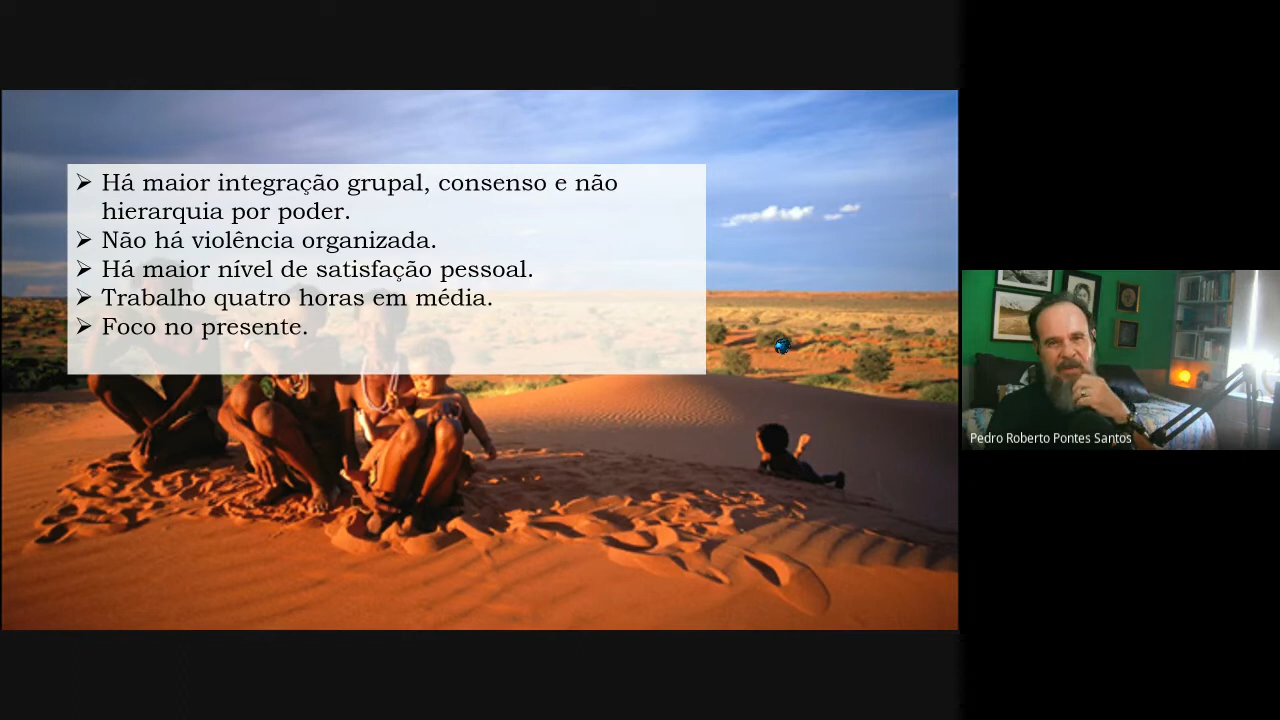 ➢ Há maior integração grupal, consenso e não
hierarquia por poder.
➢ Não há violência organizada.
➢ Há maior nível de satisfação pessoal.
➢ Trabalho quatro horas em média.
➢ Foco no presente.
Pedro Roberto Pontes Santos